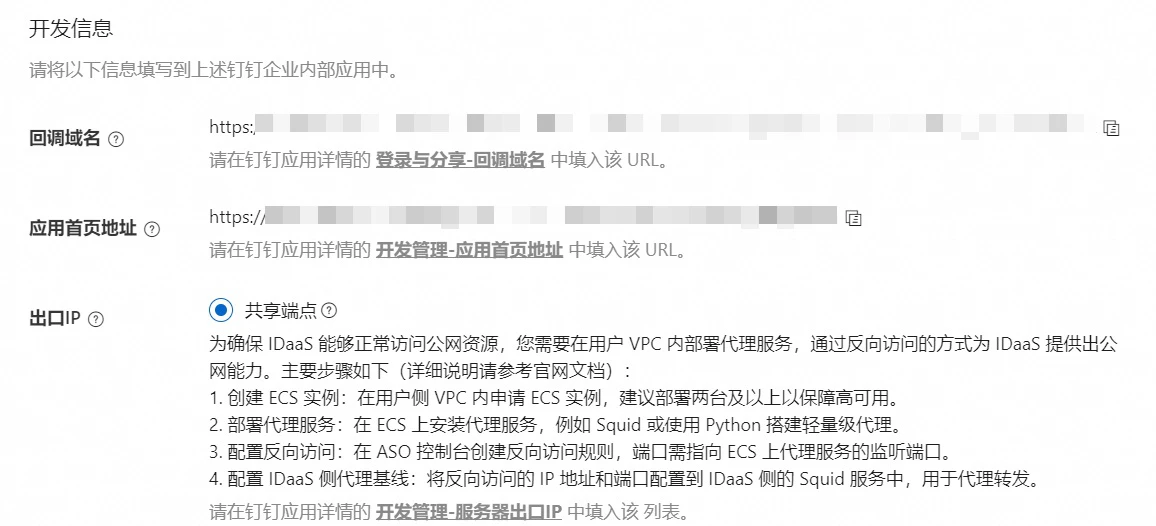 开发信息
请将以下信息填写到上述钉钉企业内部应用中。
回调域名
https:/
请在钉钉应用详情的 登录与分享-回调域名 中填入该 URL。
应用首页地址
https://
请在钉钉应用详情的 开发管理-应用首页地址 中填入该 URL。
出口IP
共享端点
为确保 IDaaS 能够正常访问公网资源，您需要在用户 VPC 内部署代理服务，通过反向访问的方式为 IDaaS 提供出公
网能力。主要步骤如下（详细说明请参考官网文档）:
1. 创建 ECS 实例：在用户侧 VPC 内申请 ECS 实例，建议部署两台及以上以保障高可用。
2. 部署代理服务：在 ECS 上安装代理服务，例如 Squid 或使用 Python 搭建轻量级代理。
3. 配置反向访问：在 ASO 控制台创建反向访问规则，端口需指向 ECS 上代理服务的监听端口。
4. 配置 IDaaS 侧代理基线：将反向访问的 IP 地址和端口配置到 IDaaS 侧的 Squid 服务中，用于代理转发。
请在钉钉应用详情的 开发管理-服务器出口IP 中填入该 列表。